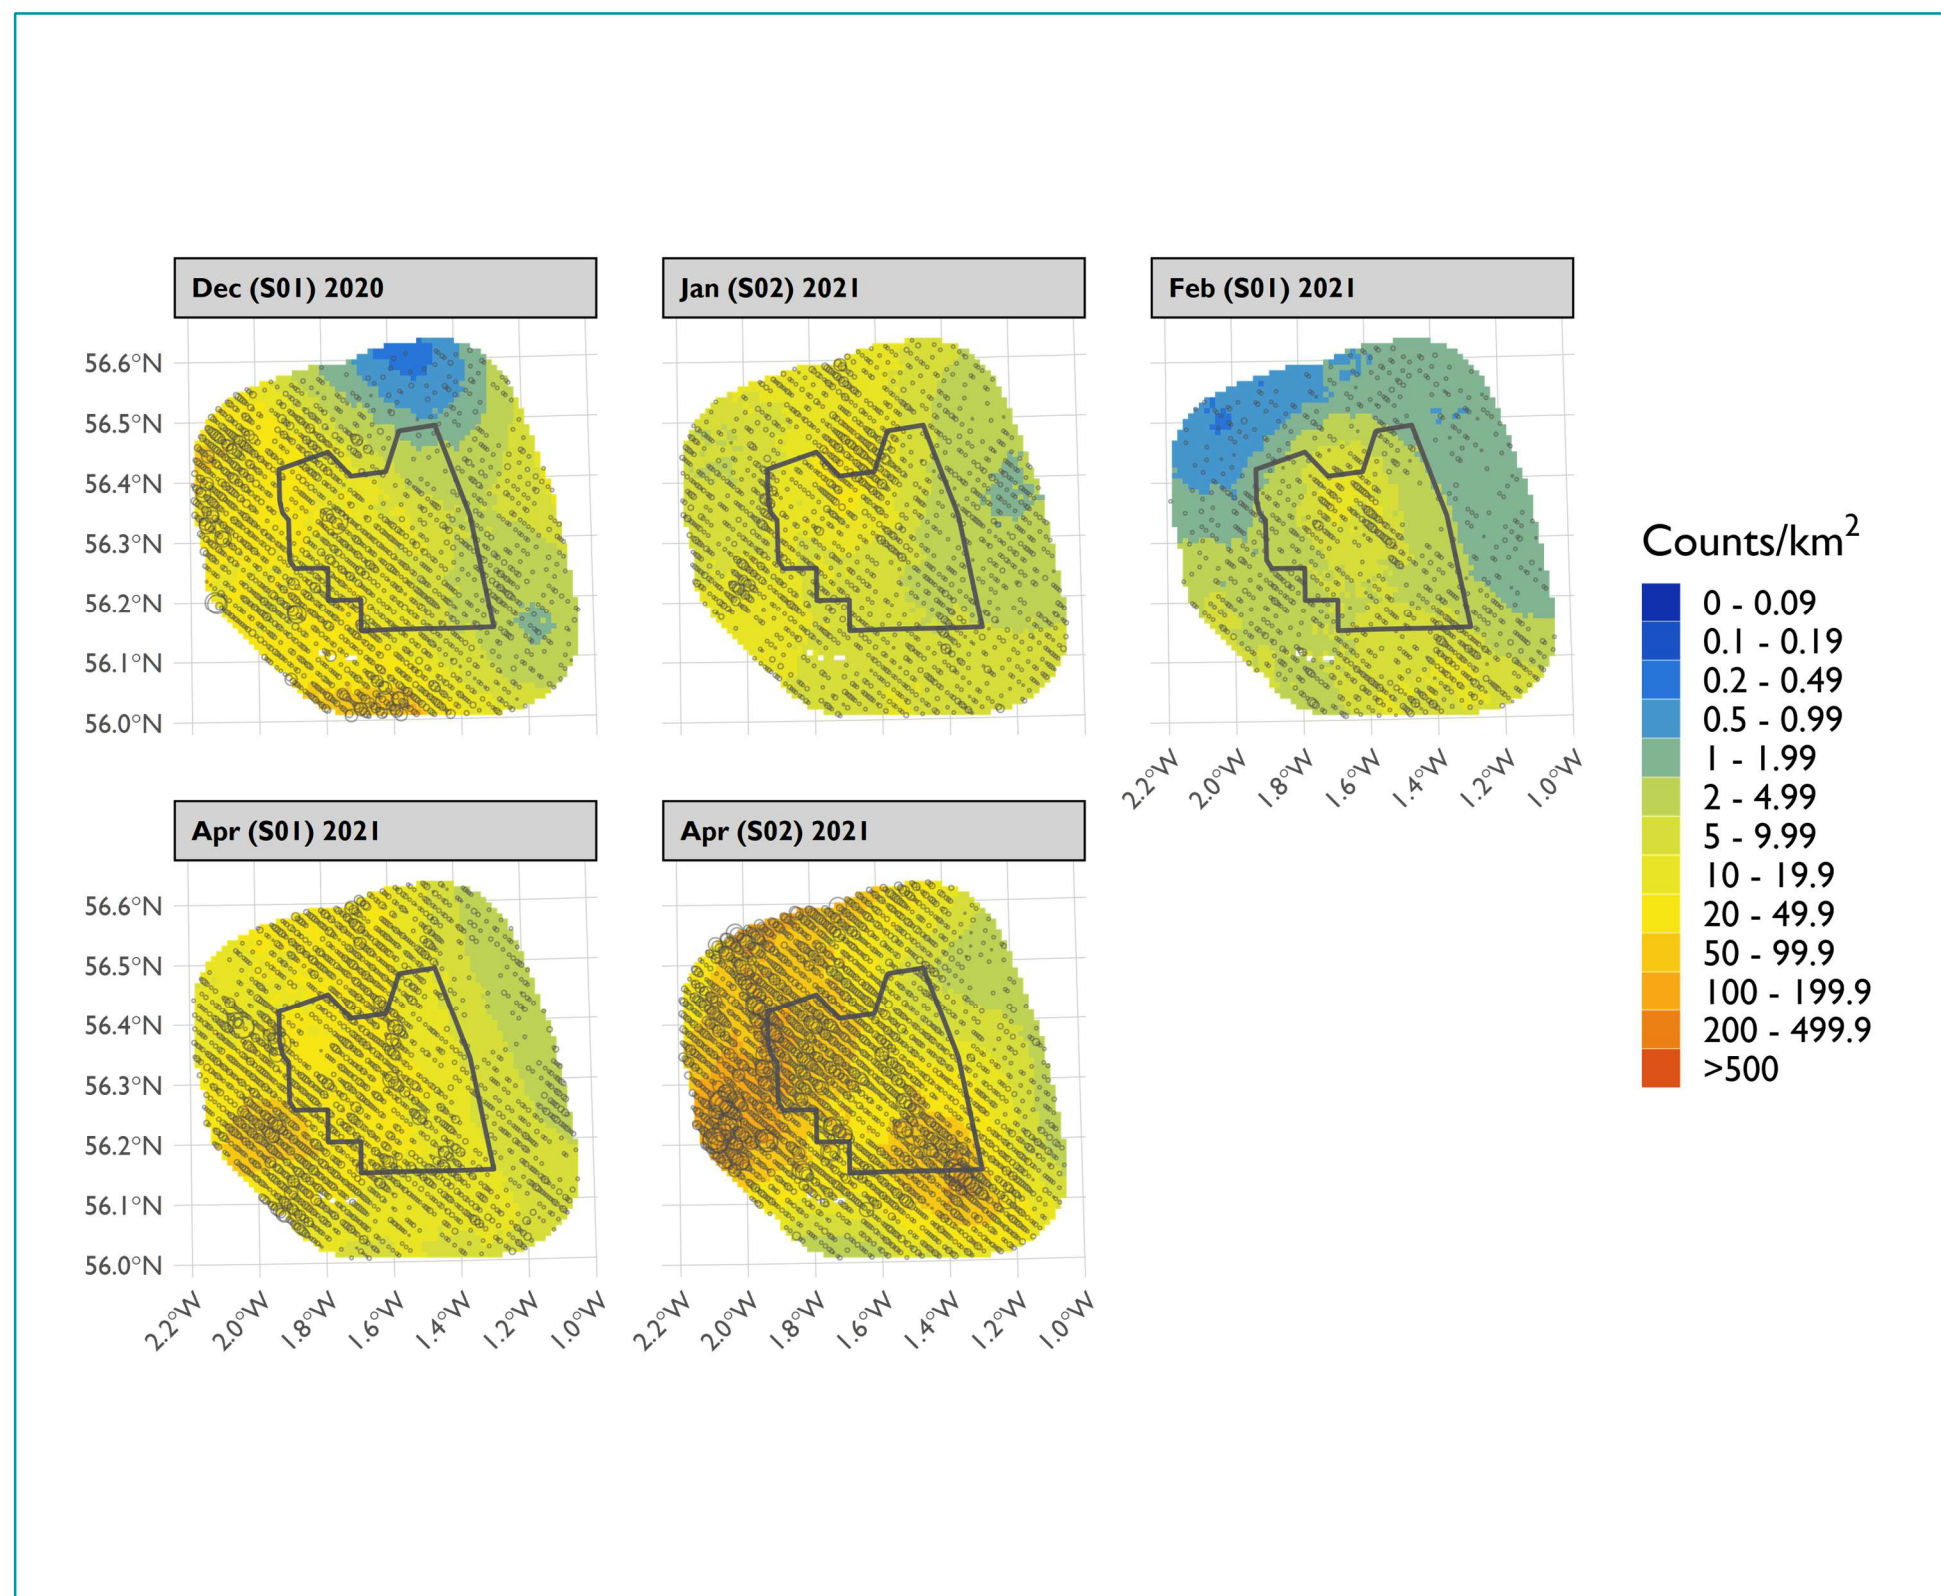 Dec (S01) 2020
Jan (S02) 2021
Feb (S01) 2021
56.6°N
56.5°N
56.4°N
56.3°N
56.2°N
56.1°N
56.0°N
2.2°W
2.0°W
1.8°W
1.6°W
1.4°W
1.2°W
1.0°W
Apr (S01) 2021
Apr (S02) 2021
56.6°N
56.5°N
56.4°N
56.3°N
56.2°N
56.1°N
56.0°N
2.2°W
2.0°W
1.8°W
1.6°W
1.4°W
1.2°W
1.0°W
2.2°W
2.0°W
1.8°W
1.6°W
1.4°W
1.2°W
1.0°W
Counts/km²
0 - 0.09
0.1 - 0.19
0.2 - 0.49
0.5 - 0.99
1 - 1.99
2 - 4.99
5 - 9.99
10 - 19.9
20 - 49.9
50 - 99.9
100 - 199.9
200 - 499.9
>500